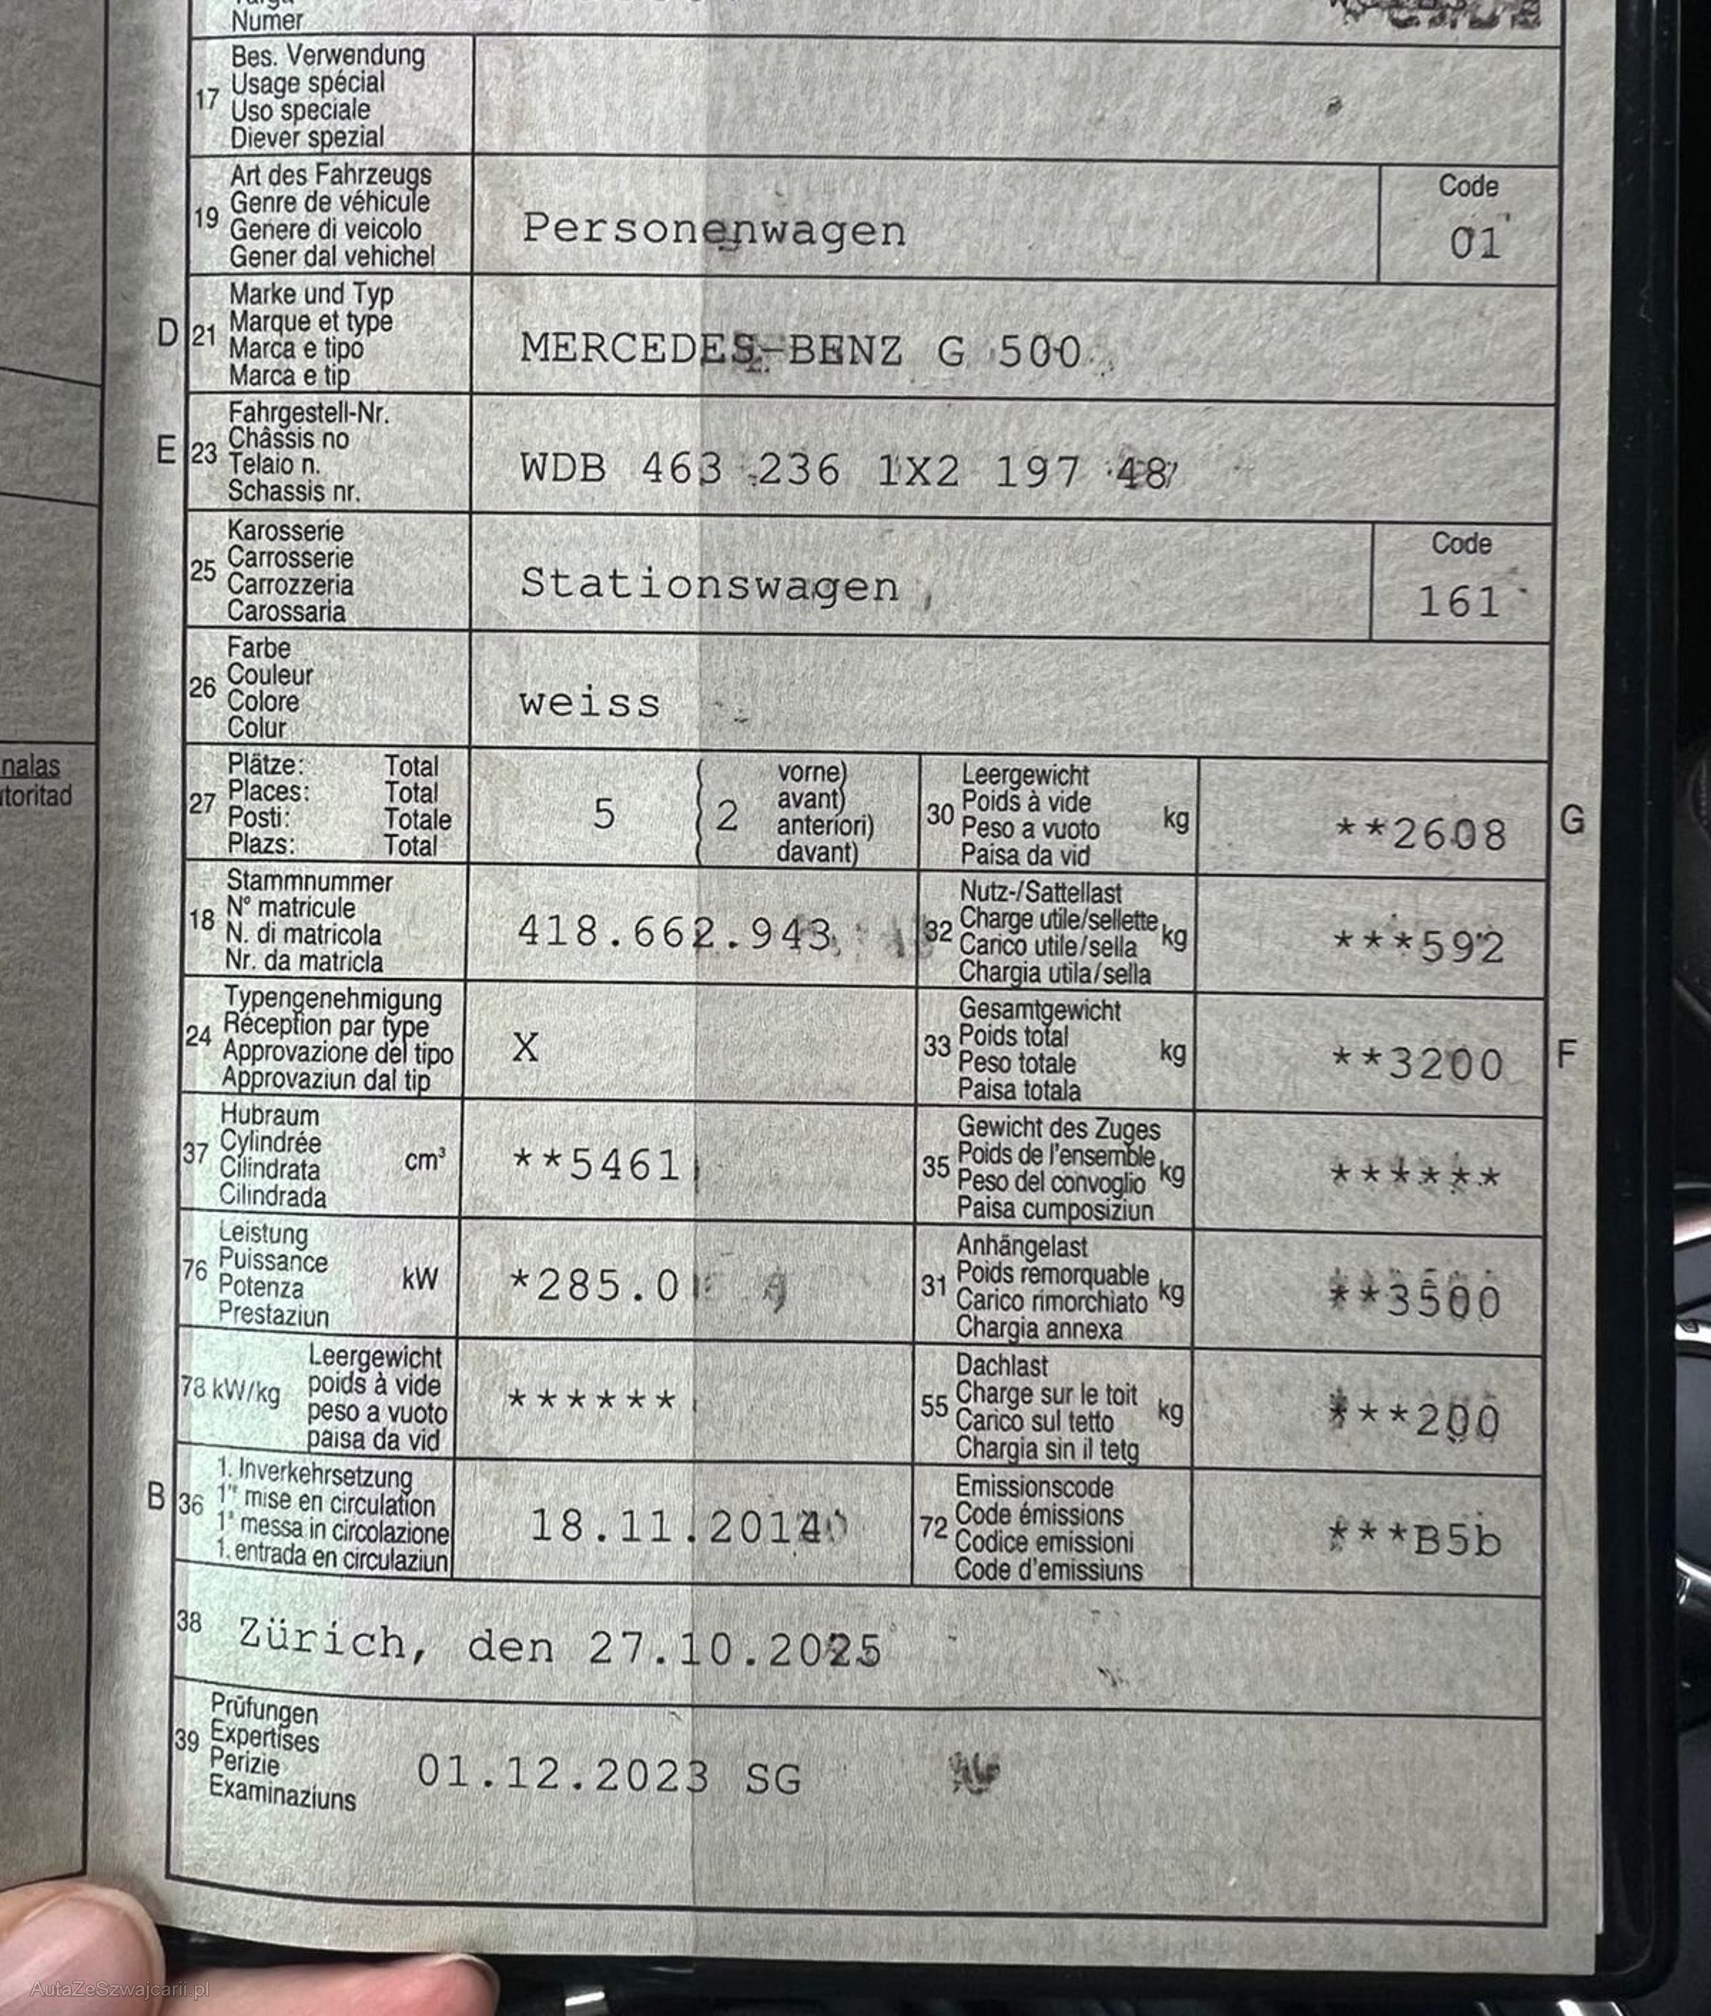 Numer
17 Bes. Verwendung
Usage spécial
Uso speciale
Diever spezial
19 Art des Fahrzeugs
Genre de véhicule
Genere di veicolo
Gener dal vehichel
Personenwagen
Code
01
D 21 Marke und Typ
Marque et type
Marca e tipo
Marca e tip
MERCEDES-BENZ G 500
E 23 Fahrgestell-Nr.
Châssis no
Telaio n.
Schassis nr.
WDB 463 236 1X2 197 48
25 Karosserie
Carrosserie
Carrozzeria
Carossaria
Stationswagen
Code
161
26 Farbe
Couleur
Colore
Colur
weiss
27 Plätze: Total
Places: Total
Posti: Totale
Plazs: Total
5 2
vorne)
avant)
anteriori)
davant)
30 Leergewicht
Poids à vide kg
Peso a vuoto
Paisa da vid
**2608 G
18 Stammnummer
N° matricule
N. di matricola
Nr. da matricla
418.662.943
32 Nutz-/Sattellast
Charge utile/sellette kg
Carico utile/sella
Chargia utila/sella
***592
24 Typengenehmigung
Réception par type
Approvazione del tipo
Approvaziun dal tip
X
33 Gesamtgewicht
Poids total kg
Peso totale
Paisa totala
**3200 F
37 Hubraum
Cylindrée cm³
Cilindrata
Cilindrada
**5461
35 Gewicht des Zuges
Poids de l'ensemble kg
Peso del convoglio
Paisa cumposiziun
******
76 Leistung
Puissance kW
Potenza
Prestaziun
*285.0
31 Anhängelast
Poids remorquable kg
Carico rimorchiato
Chargia annexa
**3500
78 kW/kg Leergewicht
poids à vide
peso a vuoto
paisa da vid
******
55 Dachlast
Charge sur le toit kg
Carico sul tetto
Chargia sin il tetg
***200
B 36 1. Inverkehrsetzung
1re mise en circulation
1a messa in circolazione
1. entrada en circulaziun
18.11.2014
72 Emissionscode
Code émissions
Codice emissioni
Code d'emissiuns
***B5b
38 Zürich, den 27.10.2025
39 Prüfungen
Expertises
Perizie
Examinaziuns
01.12.2023 SG
nalas
utoritad
AutaZeSzwajcarii.pl